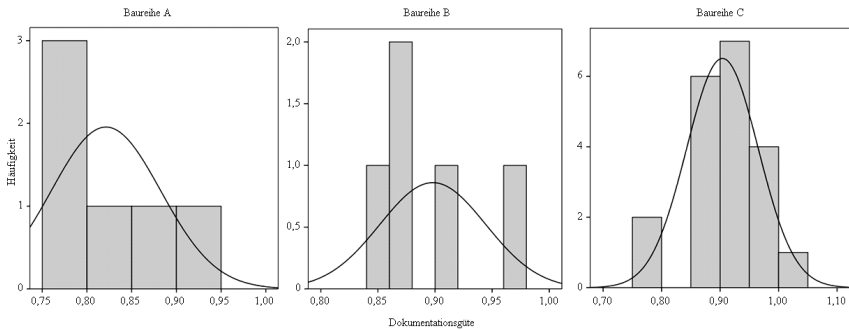 Baureihe A
Baureihe B
Baureihe C
Häufigkeit
3
2
1
0
0,75 0,80 0,85 0,90 0,95 1,00
2,0
1,5
1,0
0,5
0
0,80 0,85 0,90 0,95 1,00
6
4
2
0
0,70 0,80 0,90 1,00 1,10
Dokumentationsgüte